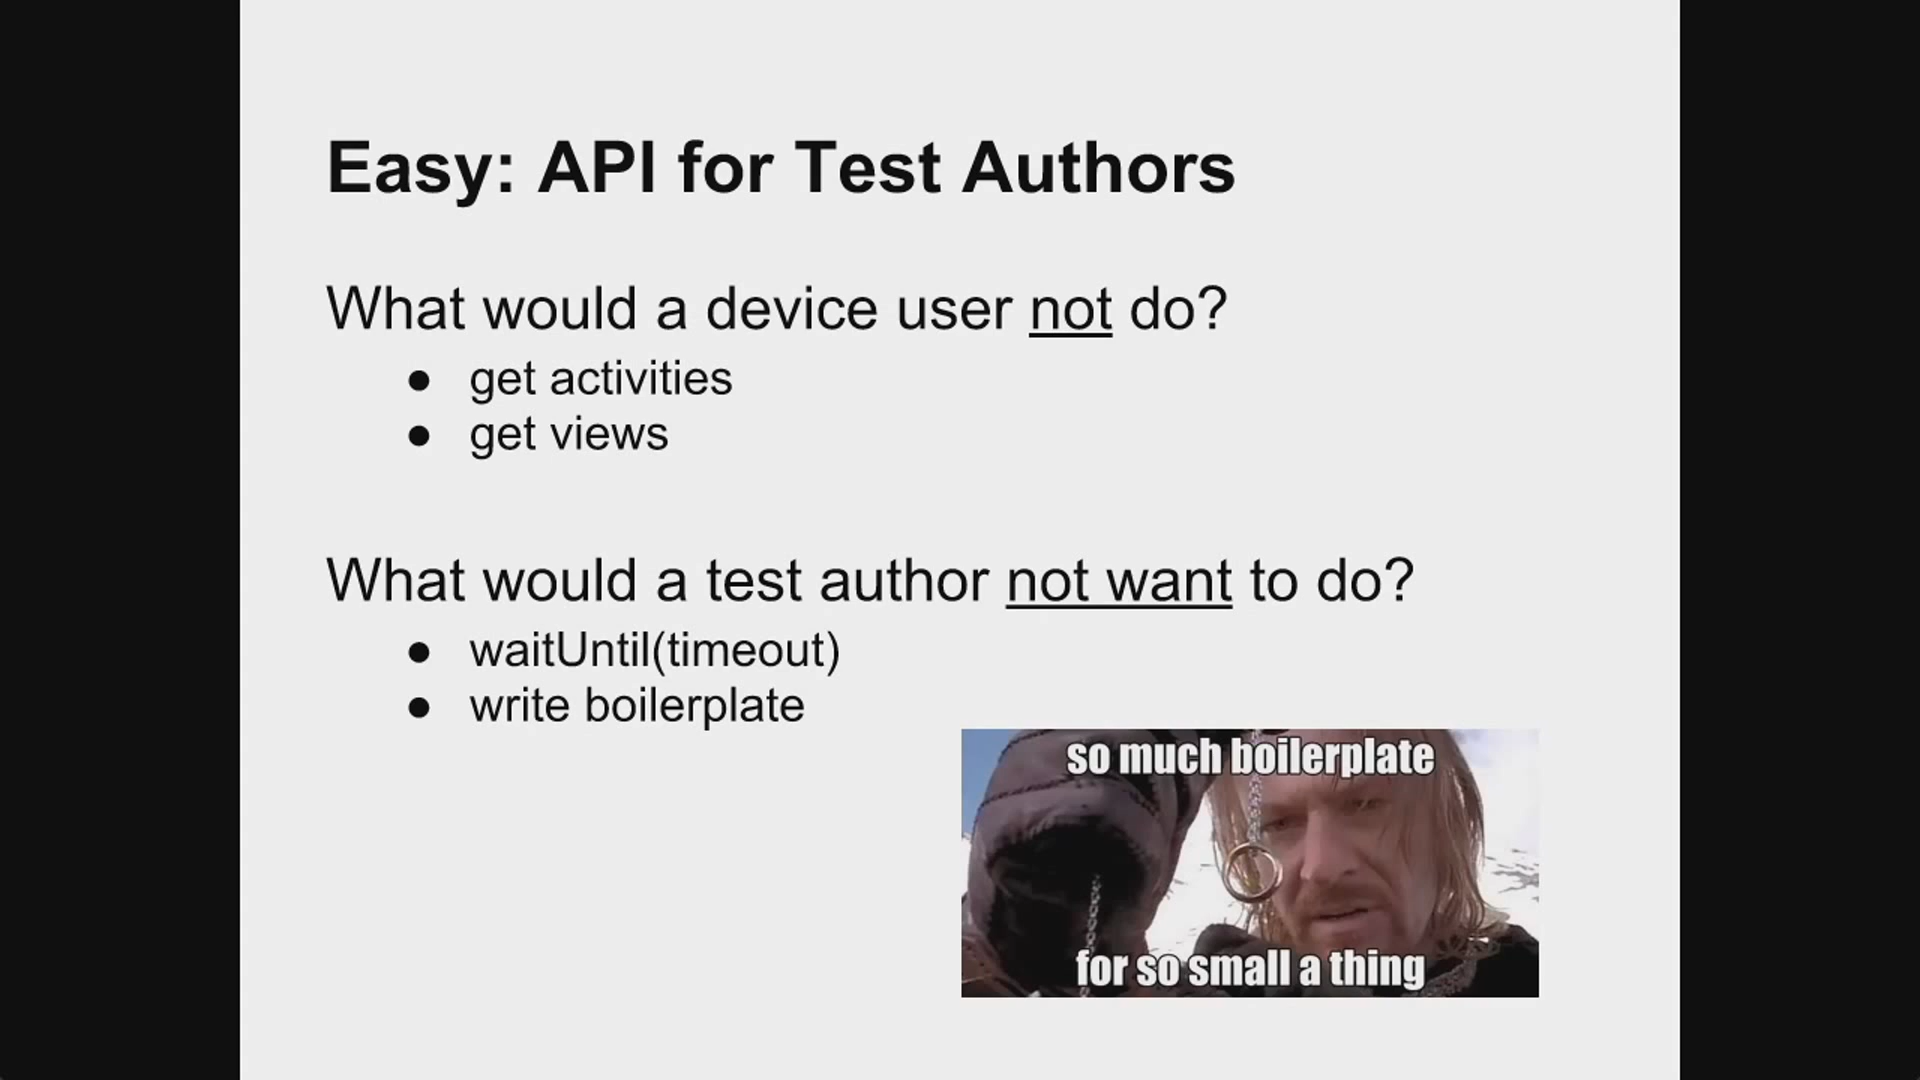 Easy: API for Test Authors
What would a device user not do?
● get activities
● get views
What would a test author not want to do?
● waitUntil(timeout)
● write boilerplate
so much boilerplate
for so small a thing